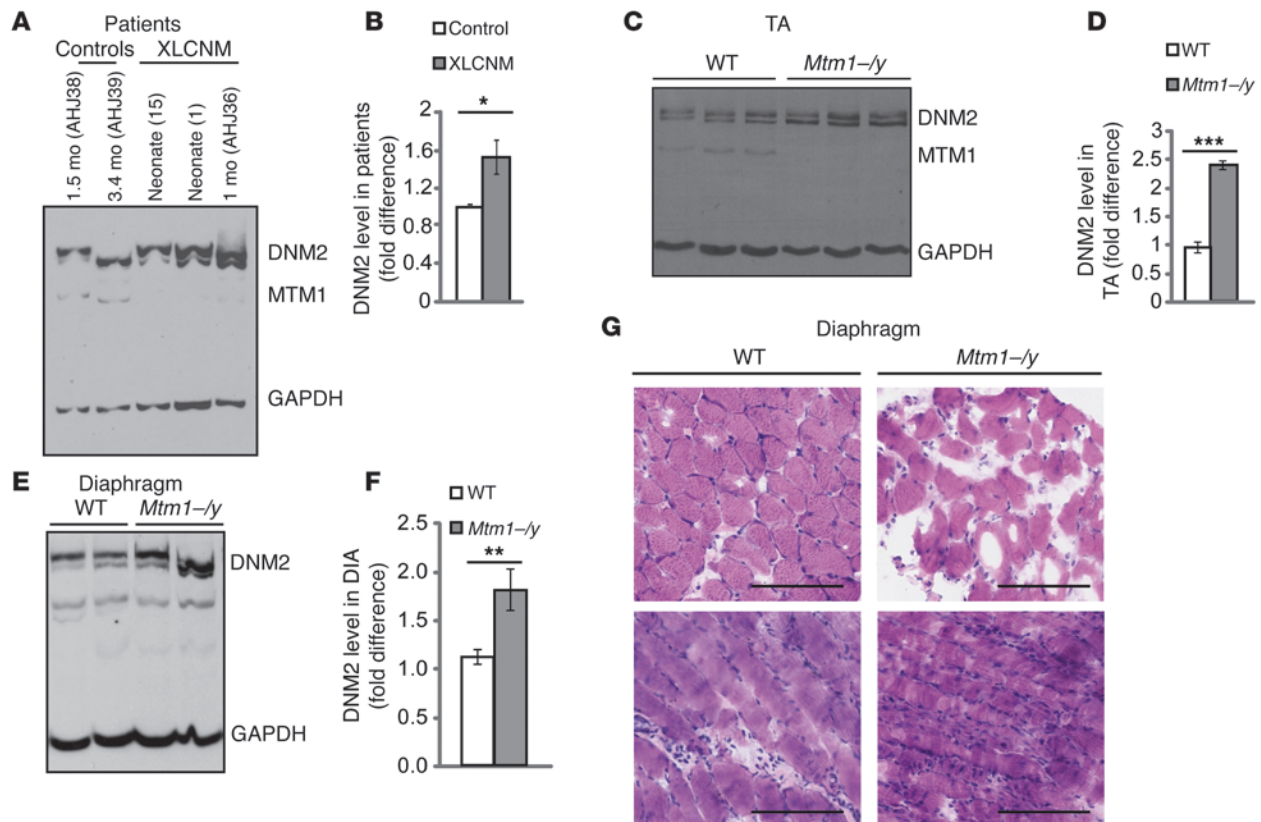 A
Patients
Controls XLCNM
1.5 mo (AHJ38)
3.4 mo (AHJ39)
Neonate (15)
Neonate (1)
1 mo (AHJ36)
DNM2
MTM1
GAPDH
B
Control
XLCNM
*
DNM2 level in patients
(fold difference)
2
1.6
1.2
0.8
0.4
0
C
TA
WT Mtm1–/y
DNM2
MTM1
GAPDH
D
WT
Mtm1–/y
***
DNM2 level in
TA (fold difference)
3
2.5
2
1
0.5
0
E
Diaphragm
WT Mtm1–/y
DNM2
GAPDH
F
WT
Mtm1–/y
**
DNM2 level in DIA
(fold difference)
2.5
2.0
1.5
1.0
0.5
0.0
G
Diaphragm
WT Mtm1–/y